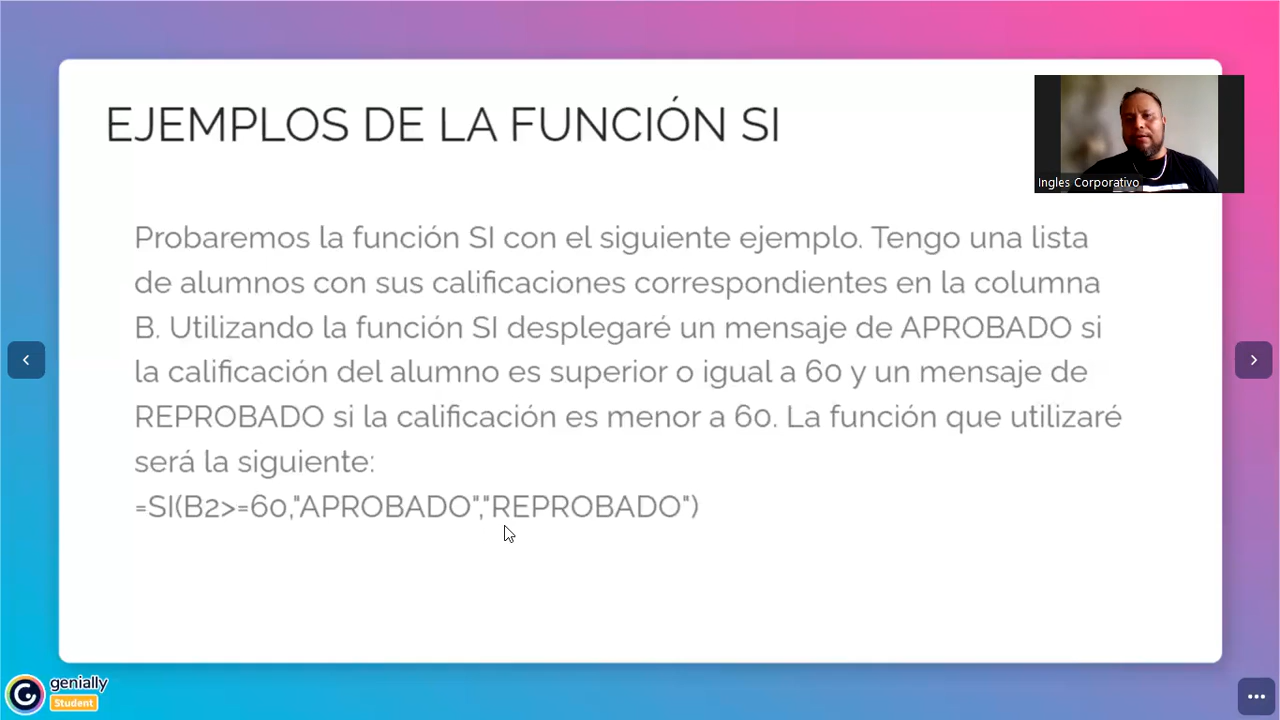 EJEMPLOS DE LA FUNCIÓN SI
Ingles Corporativo
Probaremos la función SI con el siguiente ejemplo. Tengo una lista
de alumnos con sus calificaciones correspondientes en la columna
B. Utilizando la función SI desplegaré un mensaje de APROBADO si
la calificación del alumno es superior o igual a 60 y un mensaje de
REPROBADO si la calificación es menor a 60. La función que utilizaré
será la siguiente:
=SI(B2>=60,"APROBADO","REPROBADO")
genially
Student